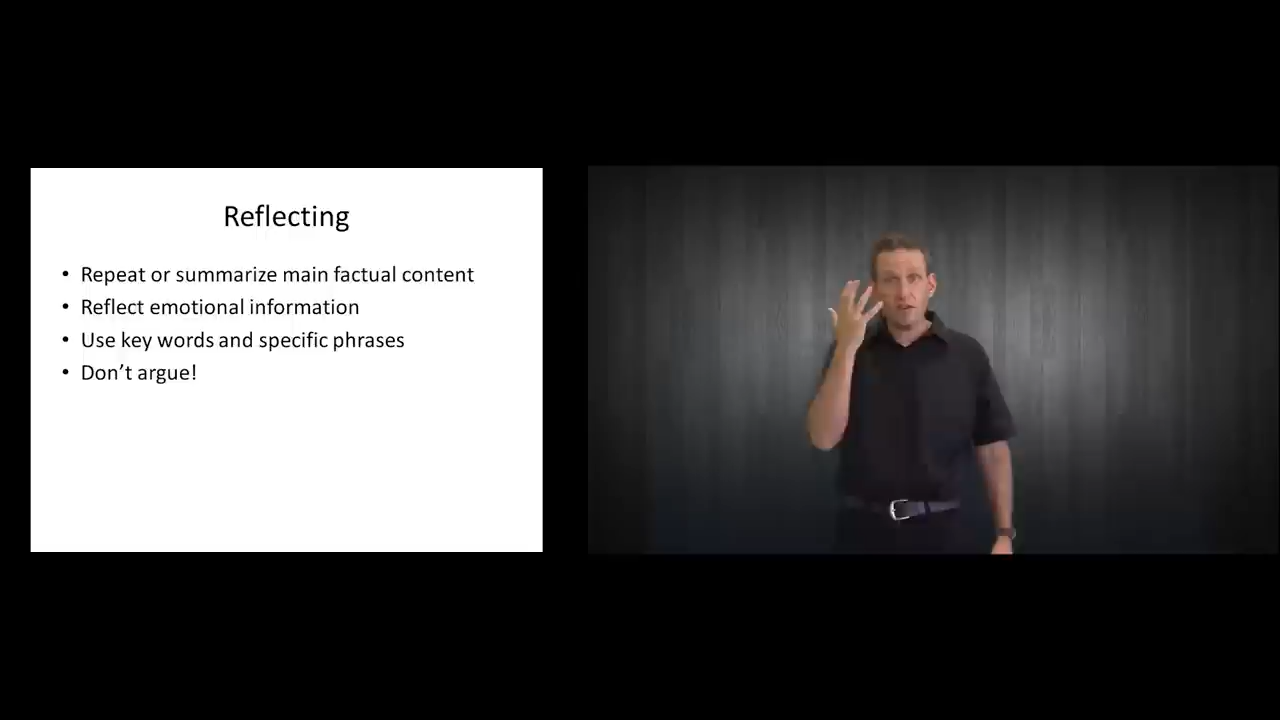 Reflecting
• Repeat or summarize main factual content
• Reflect emotional information
• Use key words and specific phrases
• Don’t argue!